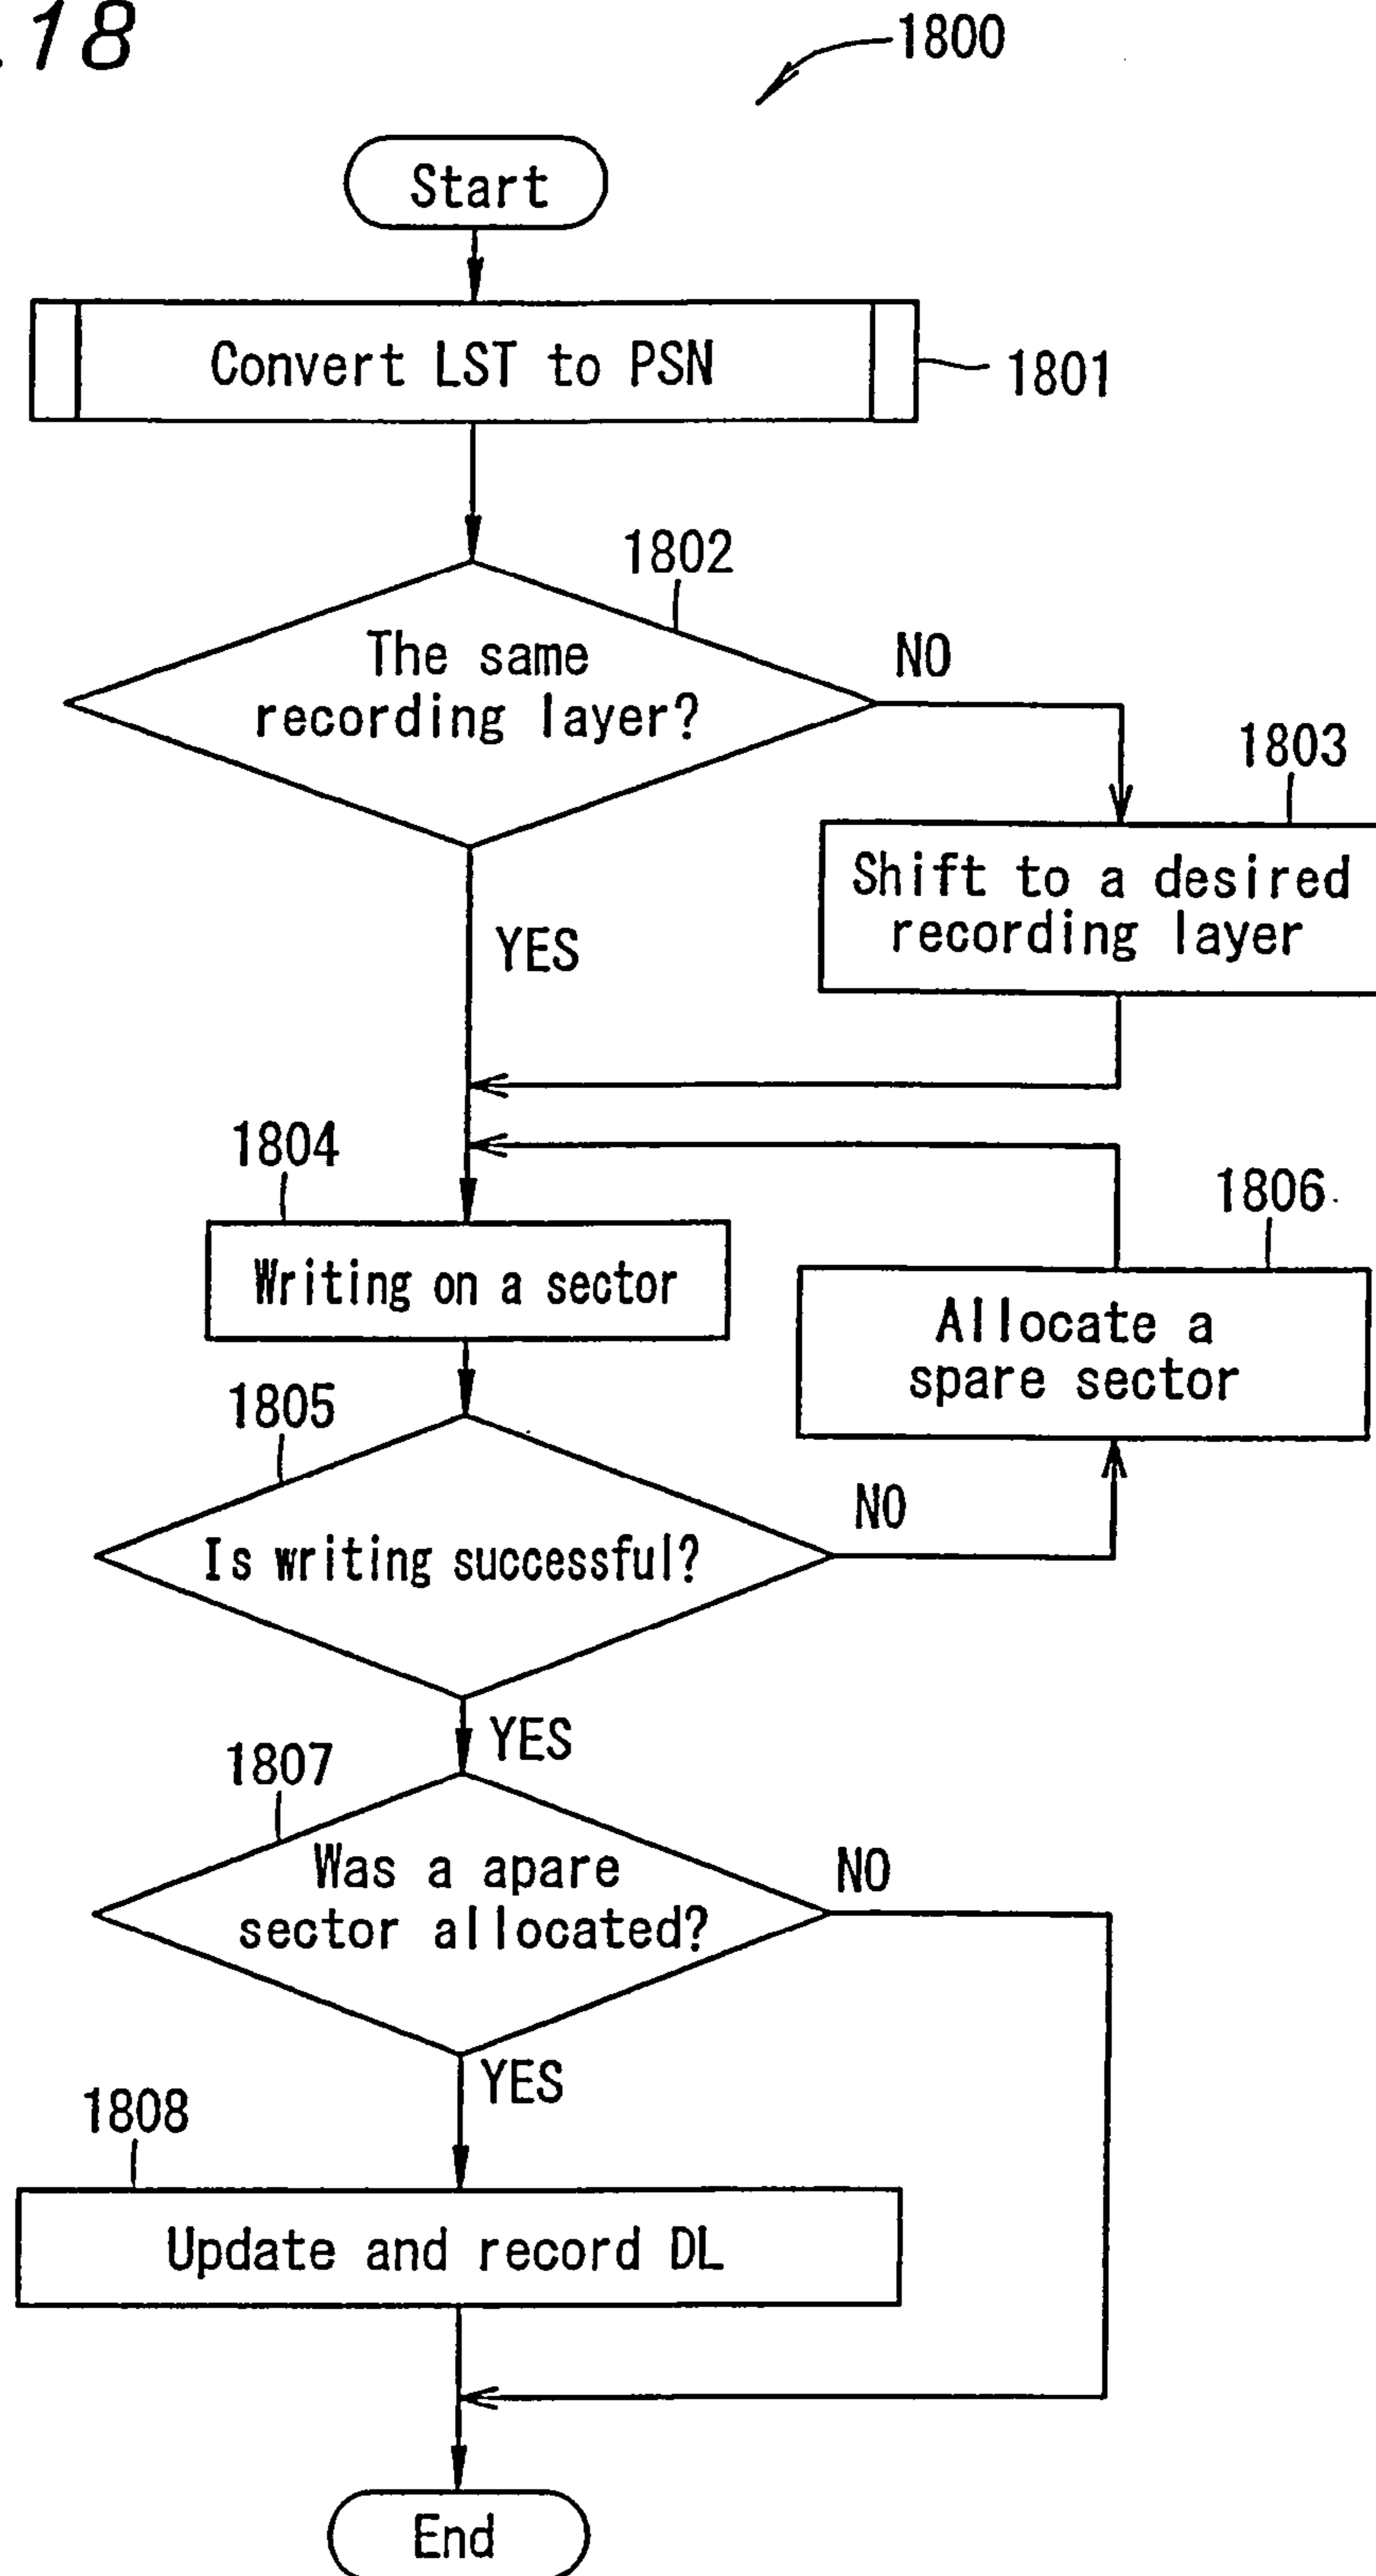 .18
1800
Start
Convert LST to PSN
1801
1802
The same
recording layer?
NO
1803
Shift to a desired
recording layer
YES
1804
1806
Writing on a sector
Allocate a
spare sector
1805
Is writing successful?
NO
YES
1807
Was a apare
sector allocated?
NO
YES
1808
Update and record DL
End